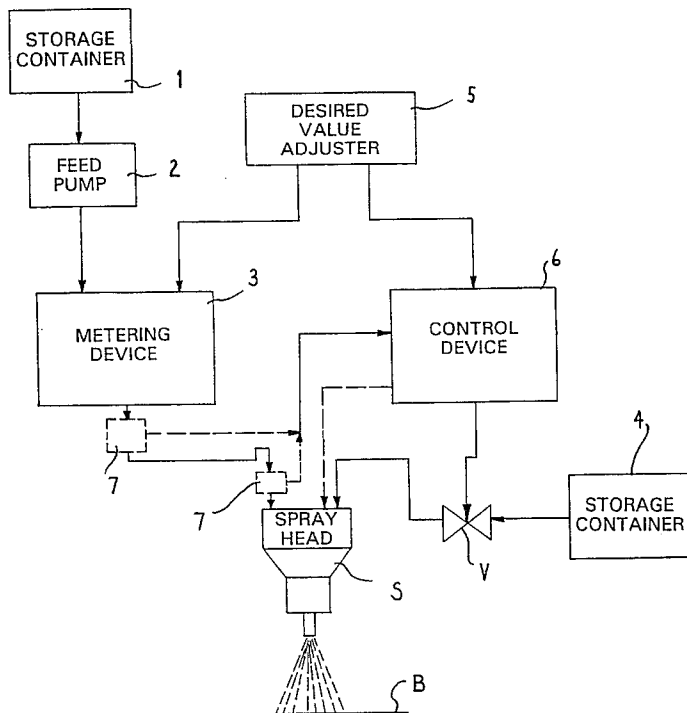 STORAGE
CONTAINER
1
5
DESIRED
VALUE
ADJUSTER
FEED
PUMP
2
3
6
METERING
DEVICE
CONTROL
DEVICE
4
7
7
STORAGE
CONTAINER
SPRAY
HEAD
V
S
B